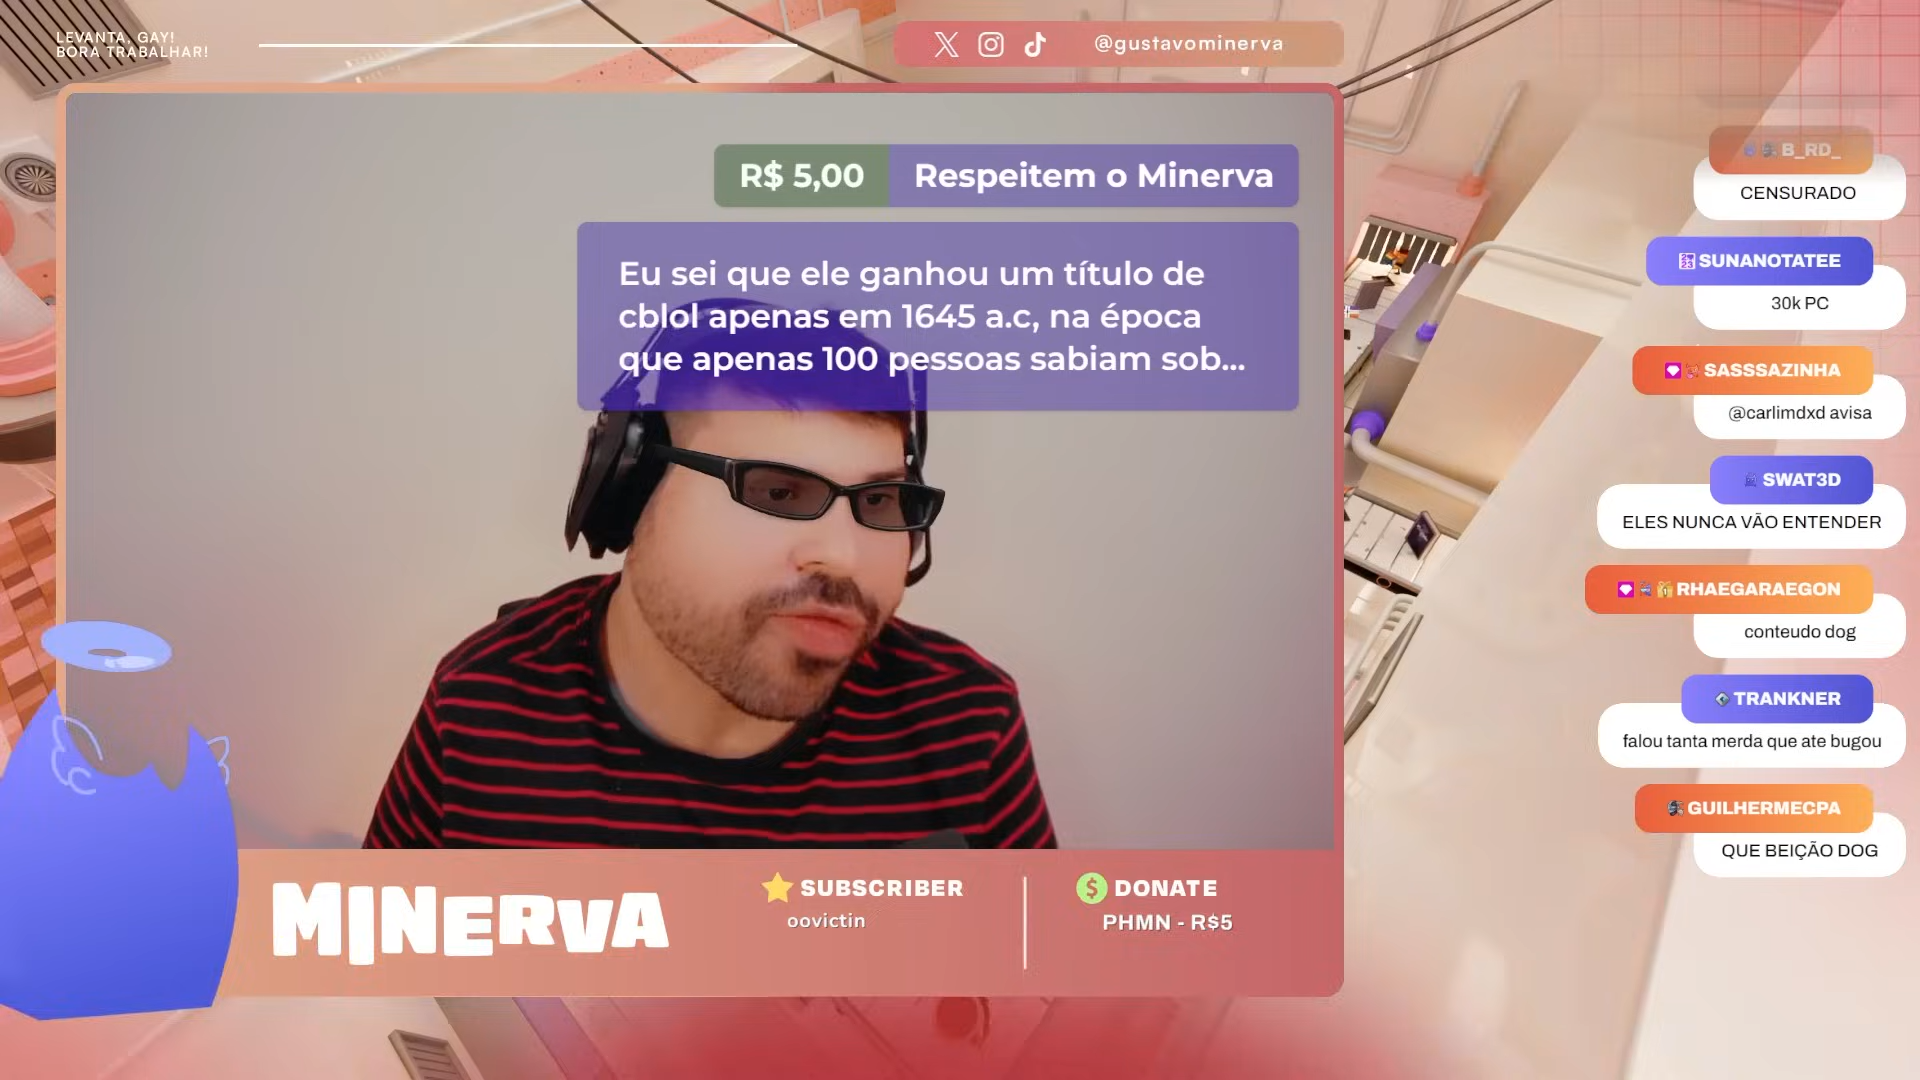 LEVANTA, GAY!
BORA TRABALHAR!
@gustavominerva
R$ 5,00 Respeitem o Minerva
Eu sei que ele ganhou um título de
cblol apenas em 1645 a.c, na época
que apenas 100 pessoas sabiam sob...
B_RD_
CENSURADO
SUNANOTATEE
30k PC
SASSSAZINHA
@carlimdxd avisa
SWAT3D
ELES NUNCA VÃO ENTENDER
RHAEGARAEGON
conteudo dog
TRANKNER
falou tanta merda que ate bugou
GUILHERMECPA
QUE BEIÇÃO DOG
MINERVA
SUBSCRIBER
oovictin
DONATE
PHMN - R$5